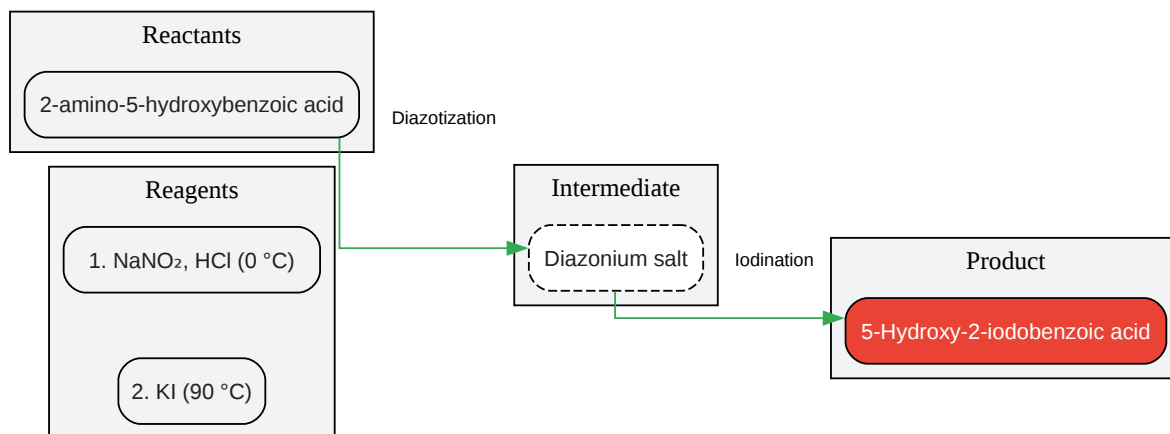 Reactants
2-amino-5-hydroxybenzoic acid
Diazotization
Reagents
1. NaNO₂, HCl (0 °C)
2. KI (90 °C)
Intermediate
Diazonium salt
Iodination
Product
5-Hydroxy-2-iodobenzoic acid